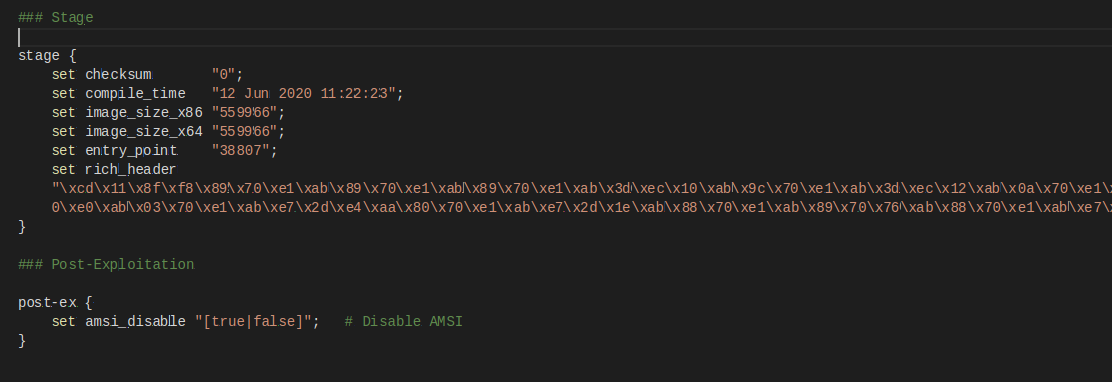 ### Stage
stage {
set checksum "0";
set compile_time "12 Jun 2020 11:22:23";
set image_size_x86 "559966";
set image_size_x64 "559966";
set entry_point "38807";
set rich_header
"\xcd\x11\x8f\xf8\x89\x70\xe1\xab\x89\x70\xe1\xab\x89\x70\xe1\xab\x3d\xec\x10\xab\x9c\x70\xe1\xab\x3d\xec\x12\xab\x0a\x70\xe1\
0\xe0\xab\x03\x70\xe1\xab\xe7\x2d\xe4\xaa\x80\x70\xe1\xab\xe7\x2d\x1e\xab\x88\x70\xe1\xab\x89\x70\x76\xab\x88\x70\xe1\xab\xe7\
}
### Post-Exploitation
post-ex {
set amsi_disable "[true|false]"; # Disable AMSI
}